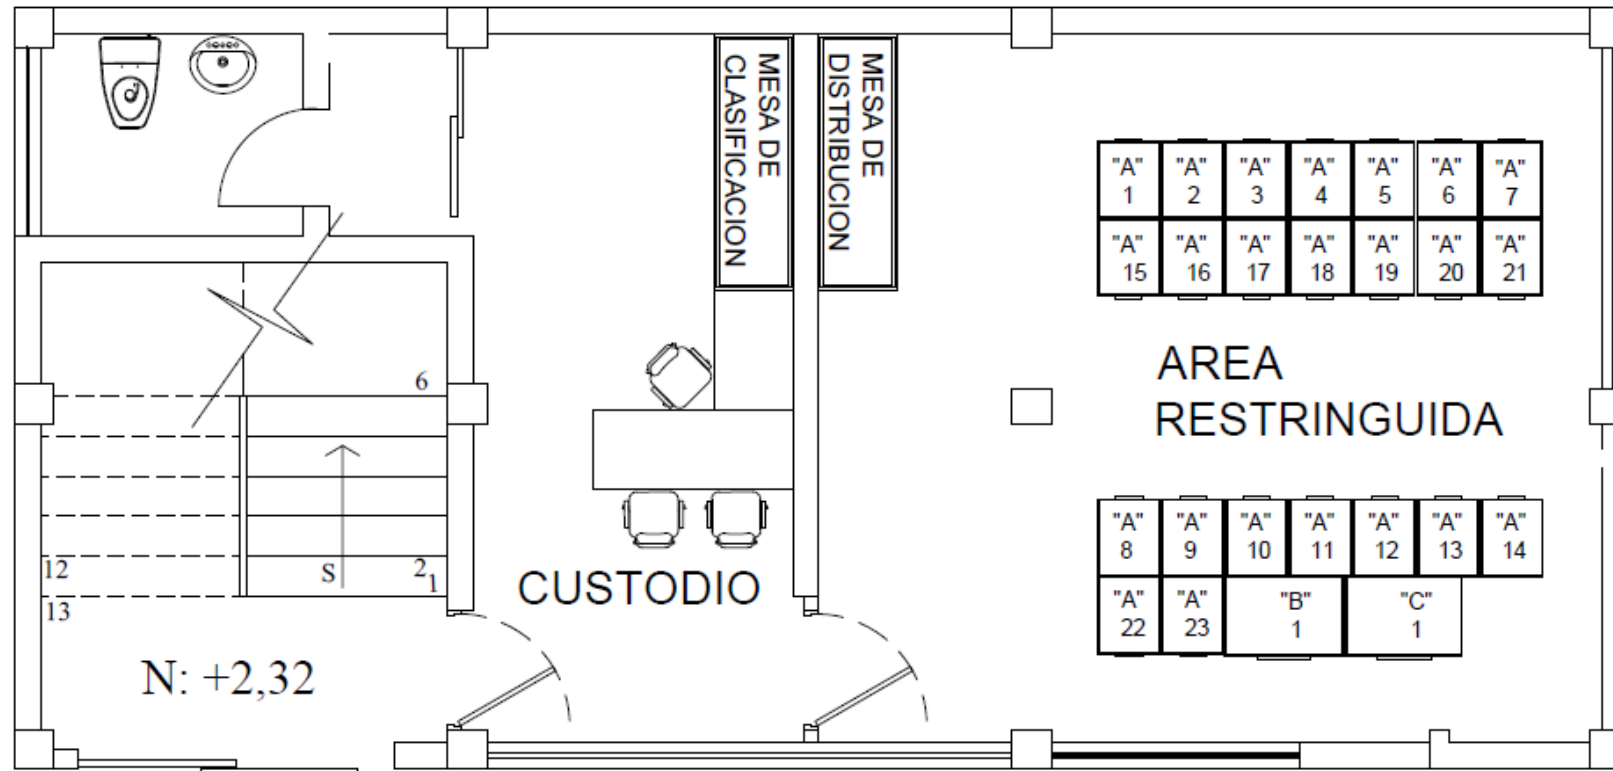 MESA DE
CLASIFICACION
MESA DE
DISTRIBUCION
"A" "A" "A" "A" "A" "A" "A"
1 2 3 4 5 6 7
"A" "A" "A" "A" "A" "A" "A"
15 16 17 18 19 20 21
AREA
RESTRINGUIDA
6
12
13
S
2
1
CUSTODIO
"A" "A" "A" "A" "A" "A" "A"
8 9 10 11 12 13 14
"A" "A" "B" "C"
22 23 1 1
N: +2,32